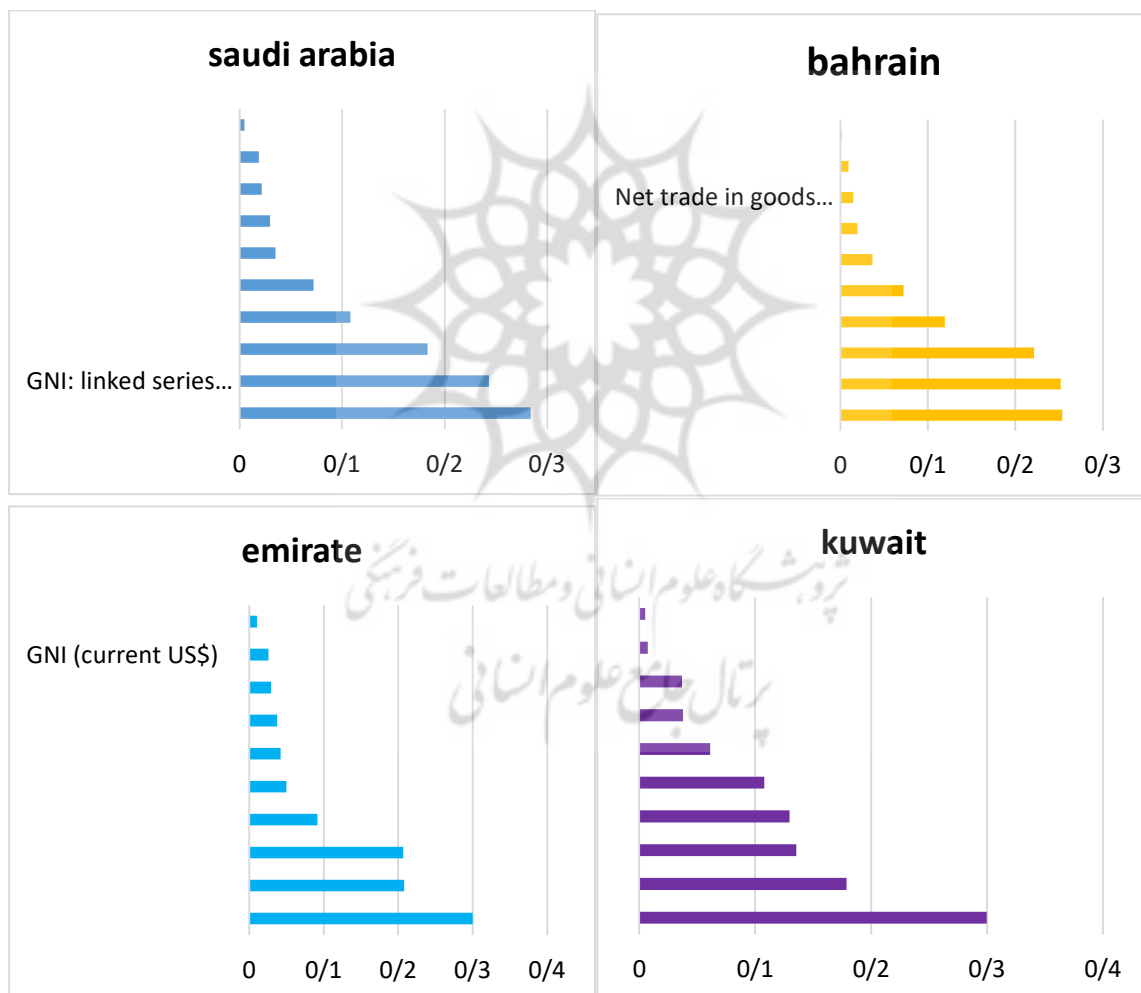 saudi arabia
GNI: linked series...
0 0/1 0/2 0/3
bahrain
Net trade in goods...
0 0/1 0/2 0/3
emirate
GNI (current US$)
0 0/1 0/2 0/3 0/4
kuwait
0 0/1 0/2 0/3 0/4
پژوهشگاه علوم انسانی و مطالعات فرهنگی
پرتال جامع علوم انسانی